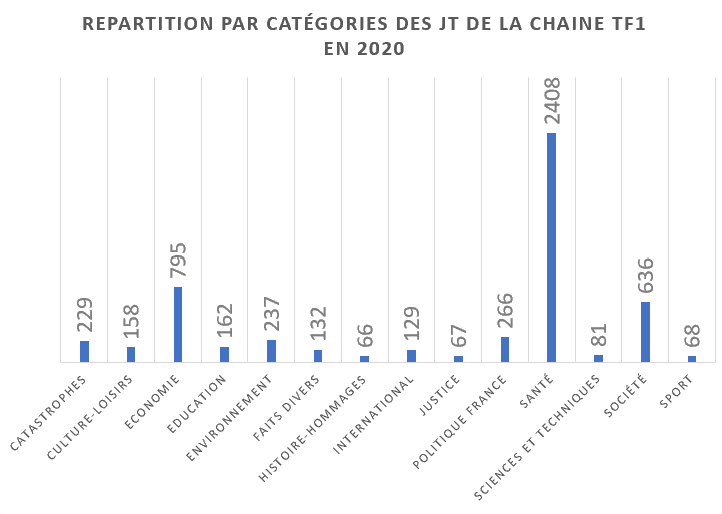 REPARTITION PAR CATÉGORIES DES JT DE LA CHAINE TF1
EN 2020
229
158
795
162
237
132
66
129
67
266
2408
81
636
68
CATASTROPHES
CULTURE-LOISIRS
ECONOMIE
EDUCATION
ENVIRONNEMENT
FAITS DIVERS
HISTOIRE-HOMMAGES
INTERNATIONAL
JUSTICE
POLITIQUE FRANCE
SANTÉ
SCIENCES ET TECHNIQUES
SOCIÉTÉ
SPORT